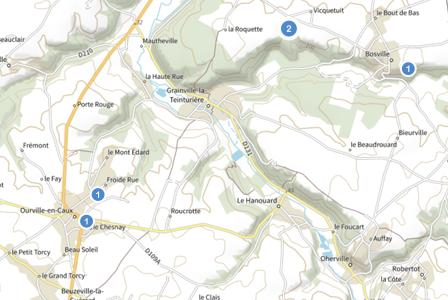 Vicquetuit
le Bout de Bas
la Roquette
2
Beauclair
D210
Mautheville
Bosville
1
la Haute Rue
Grainville-la-
Teinturière
Porte Rouge
Bieurville
D131
Frémont
le Mont Édard
le Beaudrouard
le Fay
Froide Rue
1
Ourville-en-Caux
1
le Chesnay
Roucrotte
Le Hanouard
le Foucart
Auffay
D109A
le Petit Torcy
Beau Soleil
Oherville
Robertot
la Côte
le Grand Torcy
Beuzeville-la-
le Clais